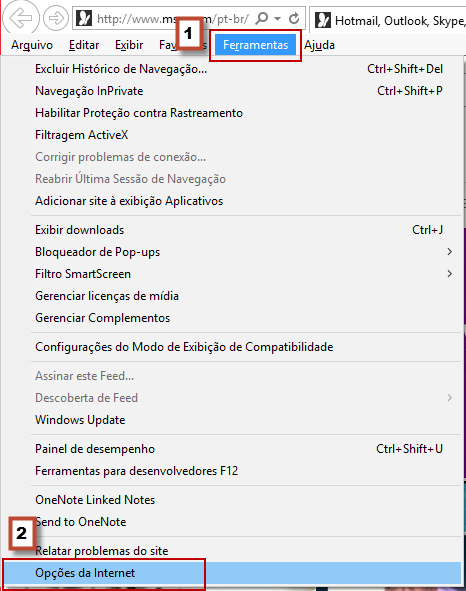 http://www.ms m/pt-br/
Hotmail, Outlook, Skype,
1
Arquivo Editar Exibir Fa s Ferramentas Ajuda
Excluir Histórico de Navegação... Ctrl+Shift+Del
Navegação InPrivate Ctrl+Shift+P
Habilitar Proteção contra Rastreamento
Filtragem ActiveX
Corrigir problemas de conexão...
Reabrir Última Sessão de Navegação
Adicionar site à exibição Aplicativos
Exibir downloads Ctrl+J
Bloqueador de Pop-ups
Filtro SmartScreen
Gerenciar licenças de mídia
Gerenciar Complementos
Configurações do Modo de Exibição de Compatibilidade
Assinar este Feed...
Descoberta de Feed
Windows Update
Painel de desempenho Ctrl+Shift+U
Ferramentas para desenvolvedores F12
OneNote Linked Notes
Send to OneNote
2
Relatar problemas do site
Opções da Internet